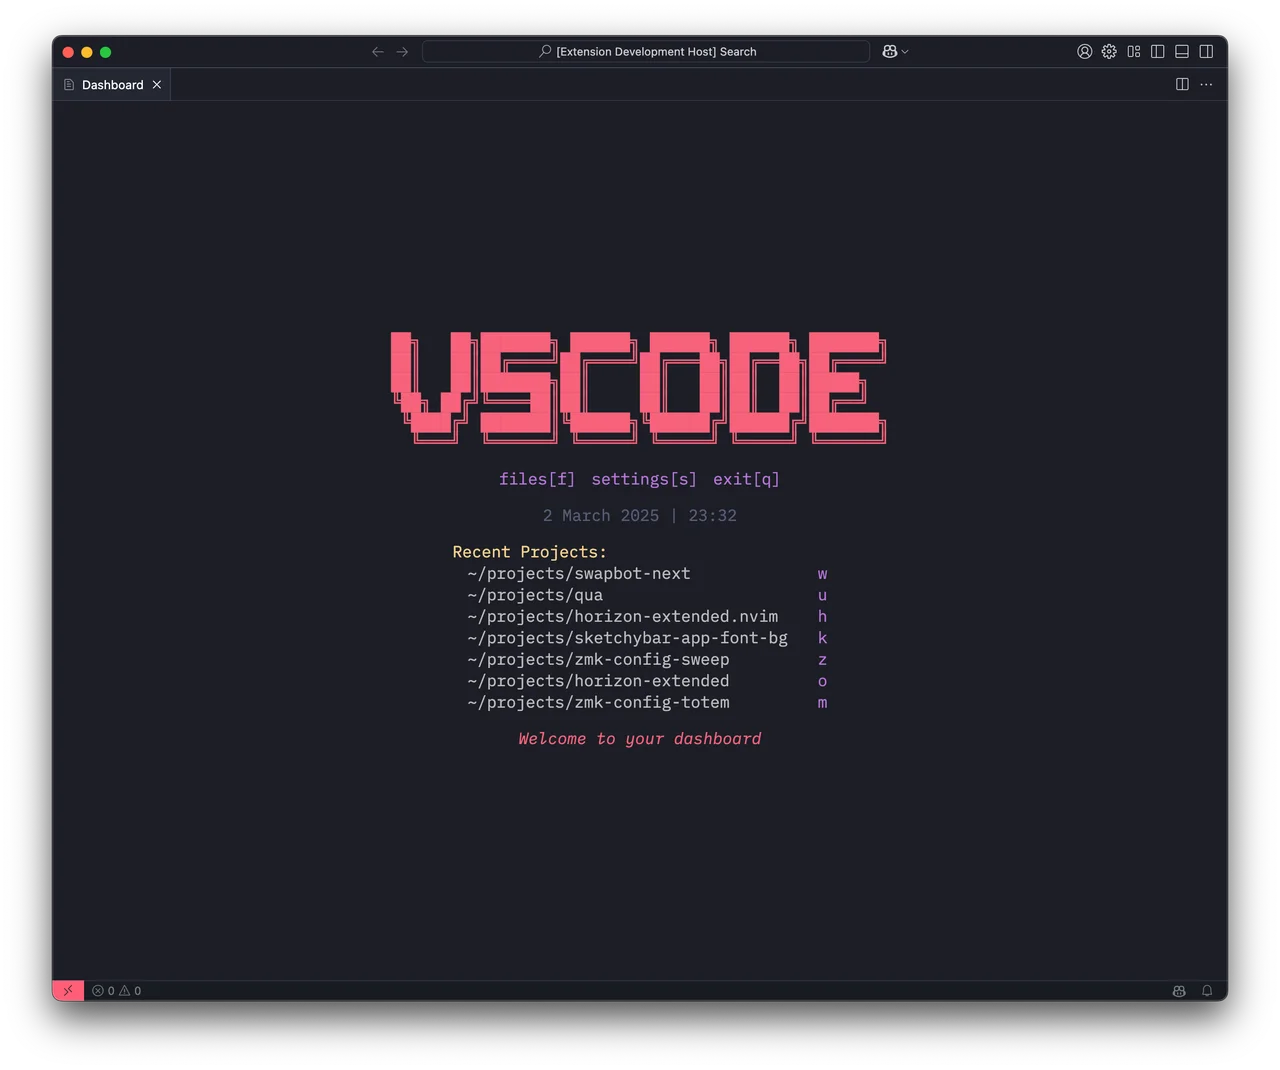 [Extension Development Host] Search
Dashboard
VSCODE
files[f] settings[s] exit[q]
2 March 2025 | 23:32
Recent Projects:
~/projects/swapbot-next w
~/projects/qua u
~/projects/horizon-extended.nvim h
~/projects/sketchybar-app-font-bg k
~/projects/zmk-config-sweep z
~/projects/horizon-extended o
~/projects/zmk-config-totem m
Welcome to your dashboard
0 0